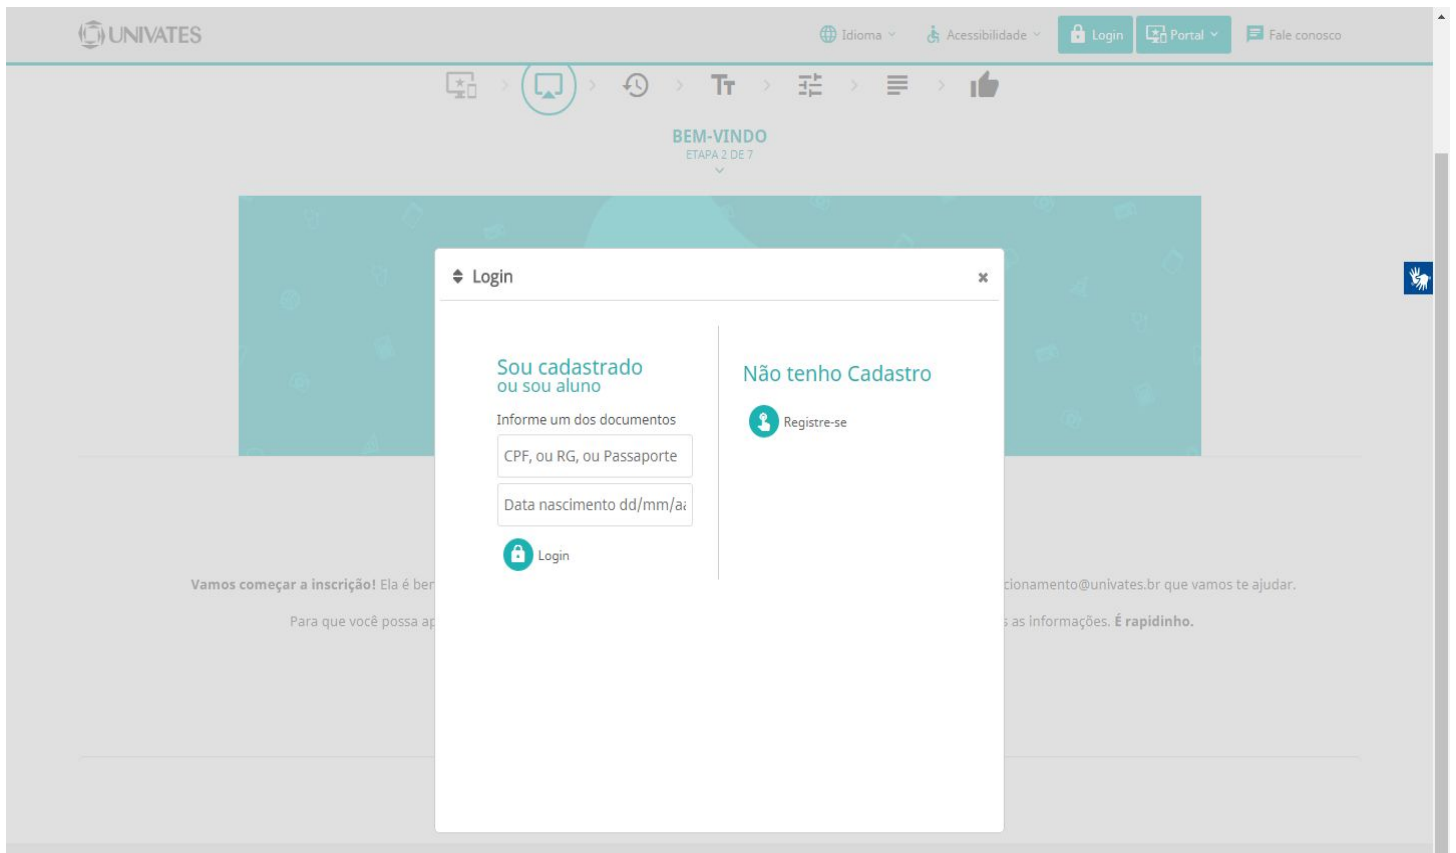 UNIVATES
Idioma
Acessibilidade
Login
Portal
Fale conosco
BEM-VINDO
ETAPA 2 DE 7
Login
Sou cadastrado
ou sou aluno
Informe um dos documentos
CPF, ou RG, ou Passaporte
Data nascimento dd/mm/aa
Login
Não tenho Cadastro
Registre-se
Vamos começar a inscrição! Ela é ber
cionamento@univates.br que vamos te ajudar.
Para que você possa ap
s as informações. É rapidinho.